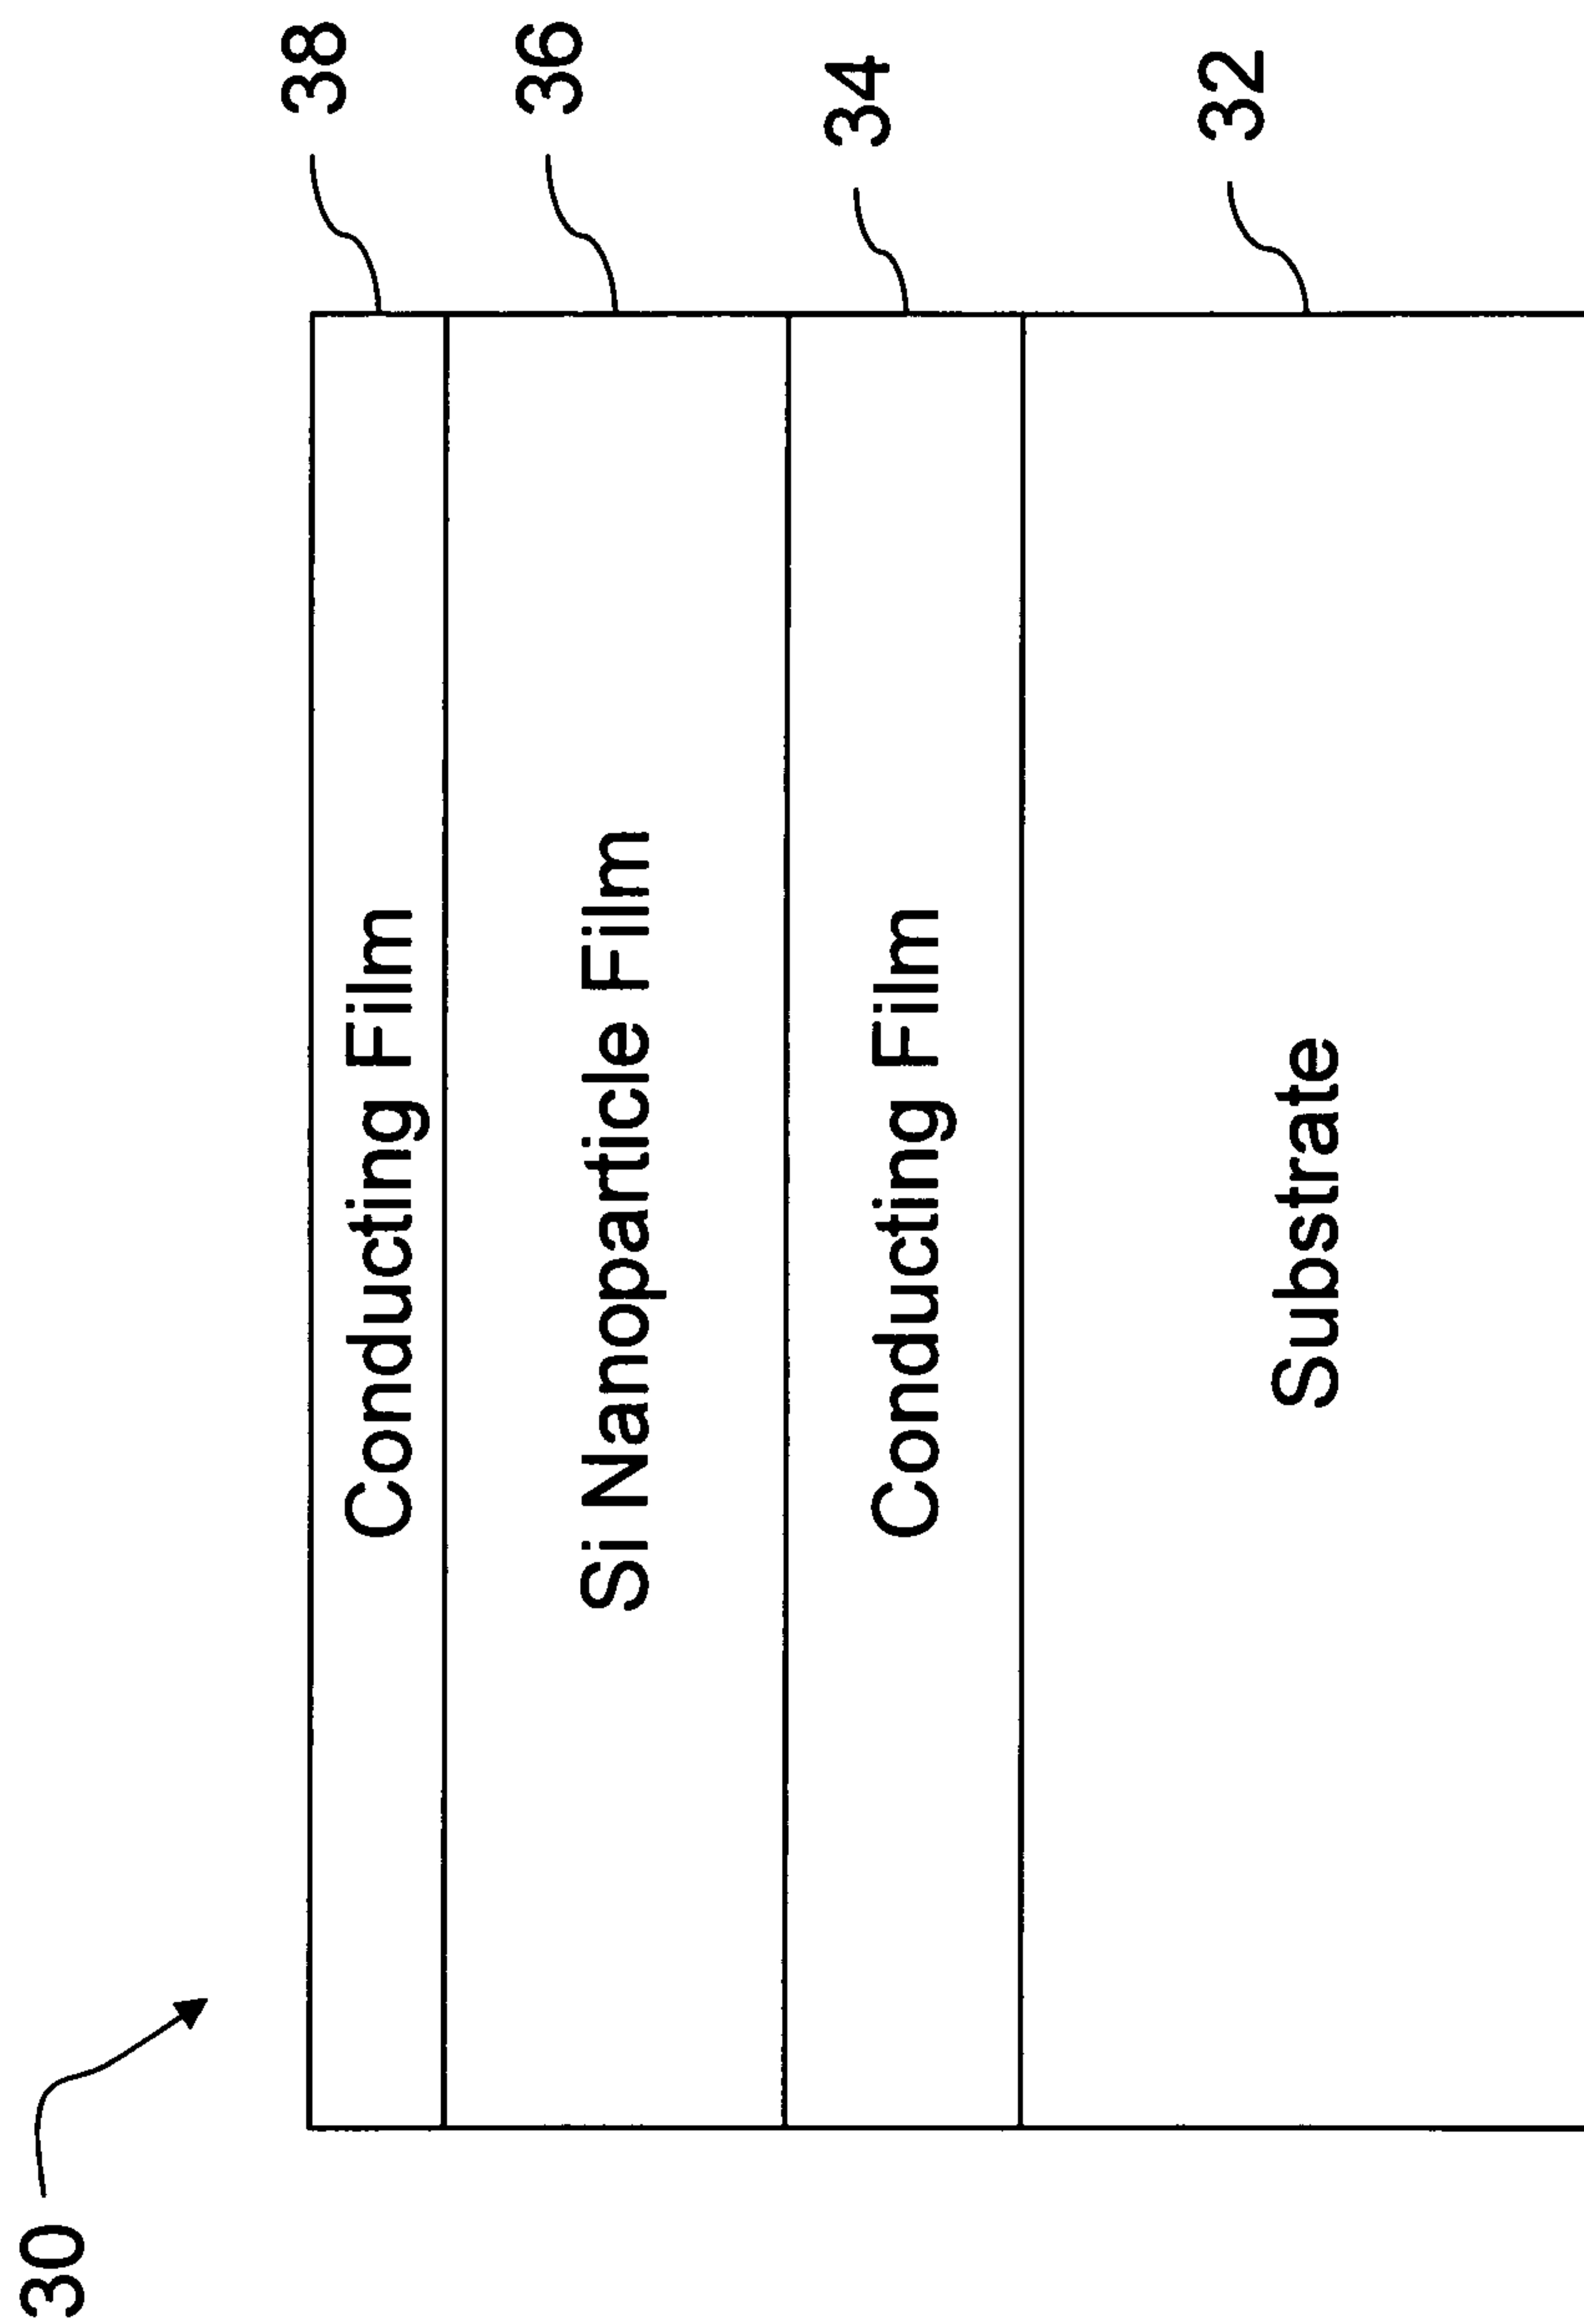 30
Conducting Film
38
Si Nanoparticle Film
36
Conducting Film
34
Substrate
32